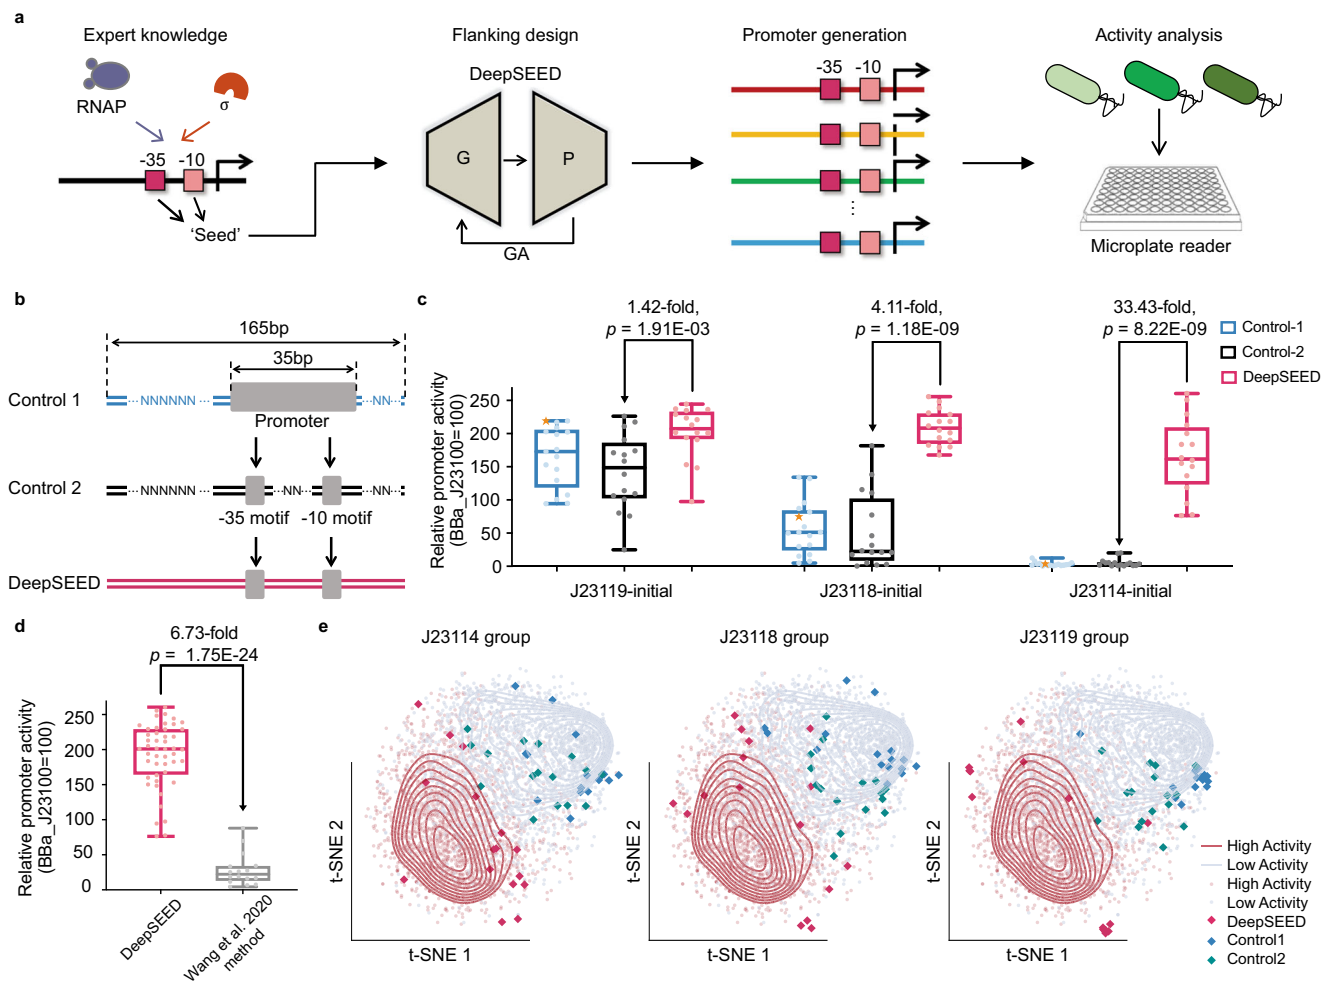 a
Expert knowledge
Flanking design
Promoter generation
Activity analysis
RNAP
σ
-35 -10
'Seed'
DeepSEED
G
P
GA
-35 -10
Microplate reader
b
165bp
35bp
Control 1
NNNNNN
NN
Promoter
Control 2
NNNNNN
NN
NN
-35 motif
-10 motif
DeepSEED
c
1.42-fold,
p = 1.91E-03
4.11-fold,
p = 1.18E-09
33.43-fold,
p = 8.22E-09
Control-1
Control-2
DeepSEED
Relative promoter activity
(BBa_J23100=100)
250
200
150
100
50
0
J23119-initial
J23118-initial
J23114-initial
d
6.73-fold
p = 1.75E-24
Relative promoter activity
(BBa_J23100=100)
250
200
150
100
50
0
DeepSEED
Wang et al. 2020
method
e
J23114 group
J23118 group
J23119 group
t-SNE 2
t-SNE 1
t-SNE 2
t-SNE 1
t-SNE 2
t-SNE 1
High Activity
Low Activity
High Activity
Low Activity
DeepSEED
Control1
Control2